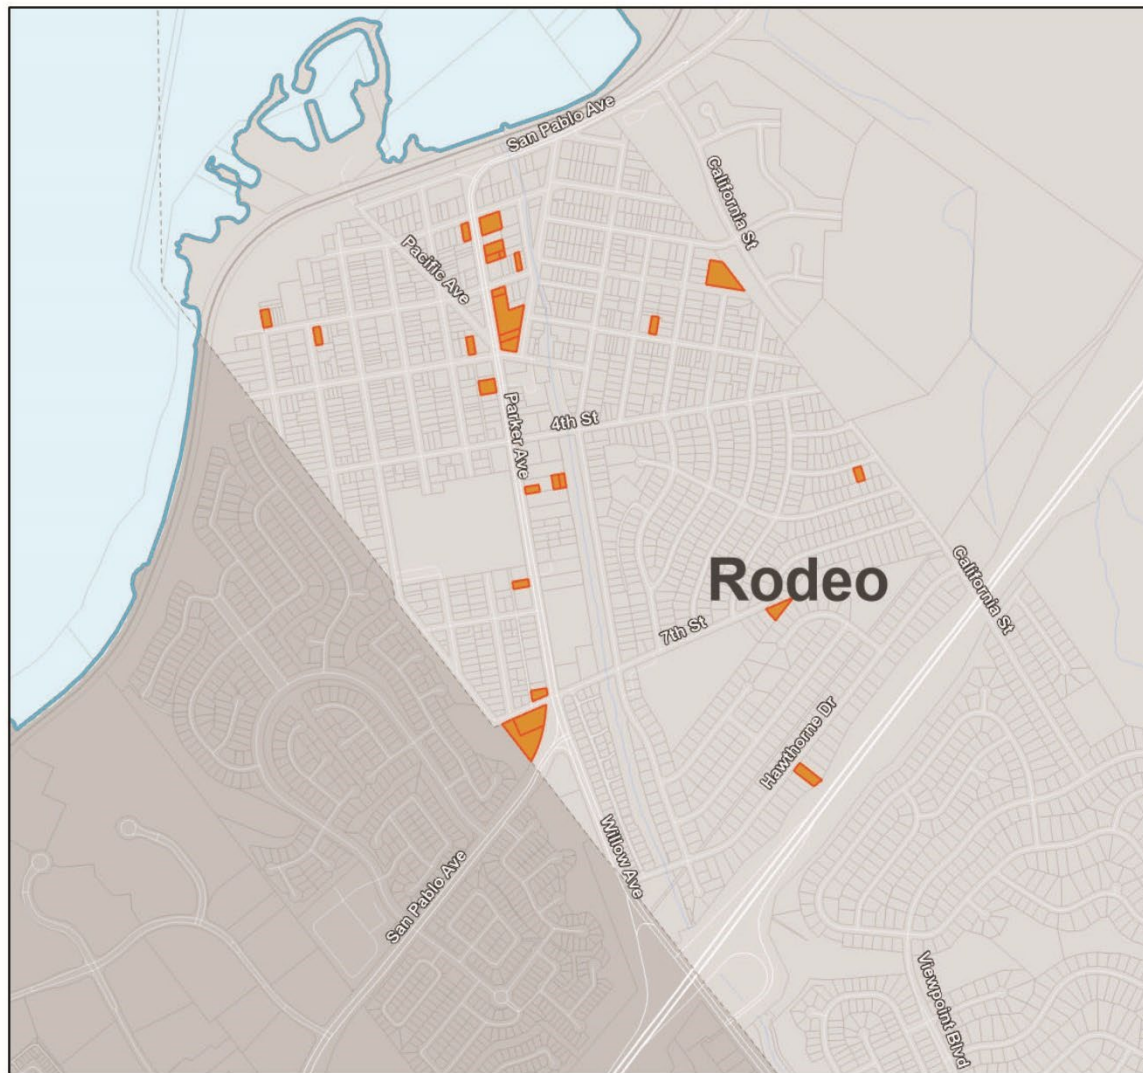 San Pablo Ave
California St
Pacific Ave
Parker Ave
4th St
Rodeo
California St
7th St
Hawthorne Dr
Willow Ave
San Pablo Ave
Viewpoint Blvd